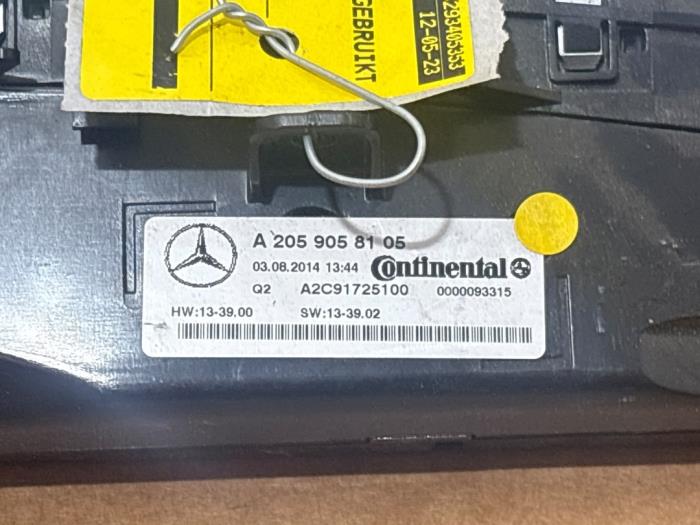 GEBRUIKT
293405353
12-05-23
A 205 905 81 05
03.08.2014 13:44 Continental
Q2 A2C91725100 0000093315
HW:13-39.00 SW:13-39.02